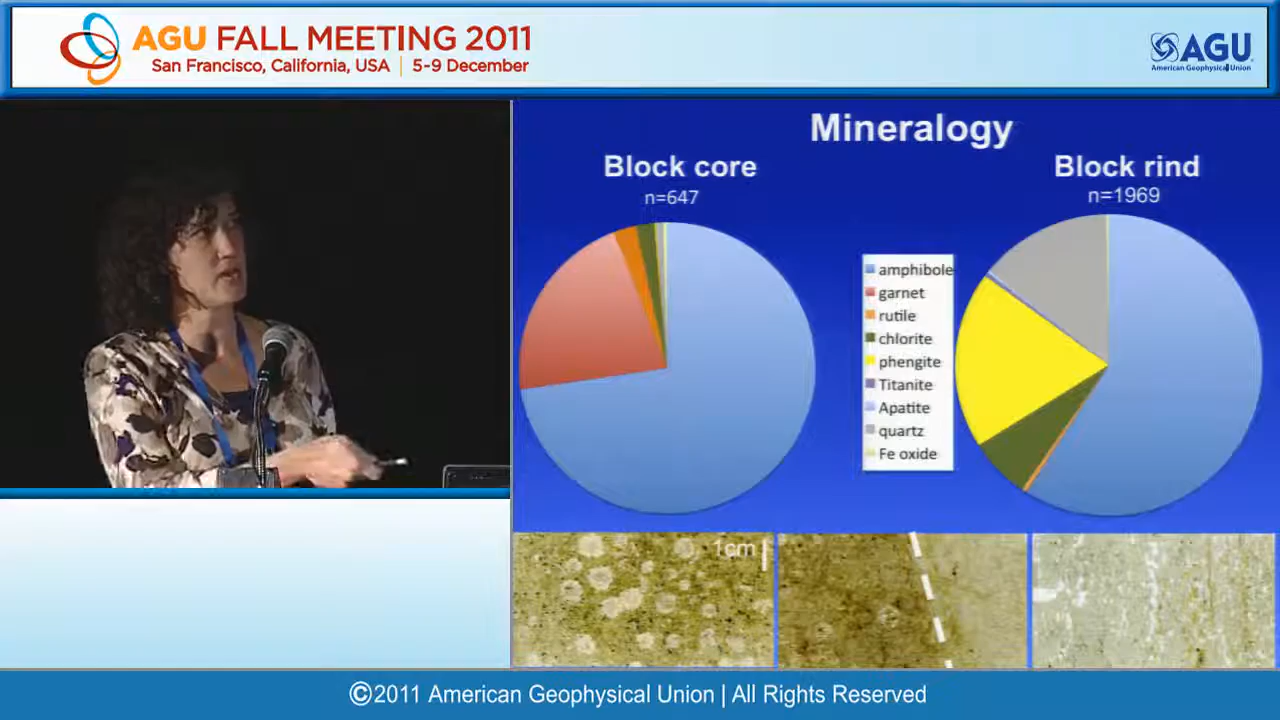 AGU FALL MEETING 2011
San Francisco, California, USA | 5-9 December
AGU
American Geophysical Union
Mineralogy
Block core
n=647
Block rind
n=1969
amphibole
garnet
rutile
chlorite
phengite
Titanite
Apatite
quartz
Fe oxide
1cm
©2011 American Geophysical Union | All Rights Reserved